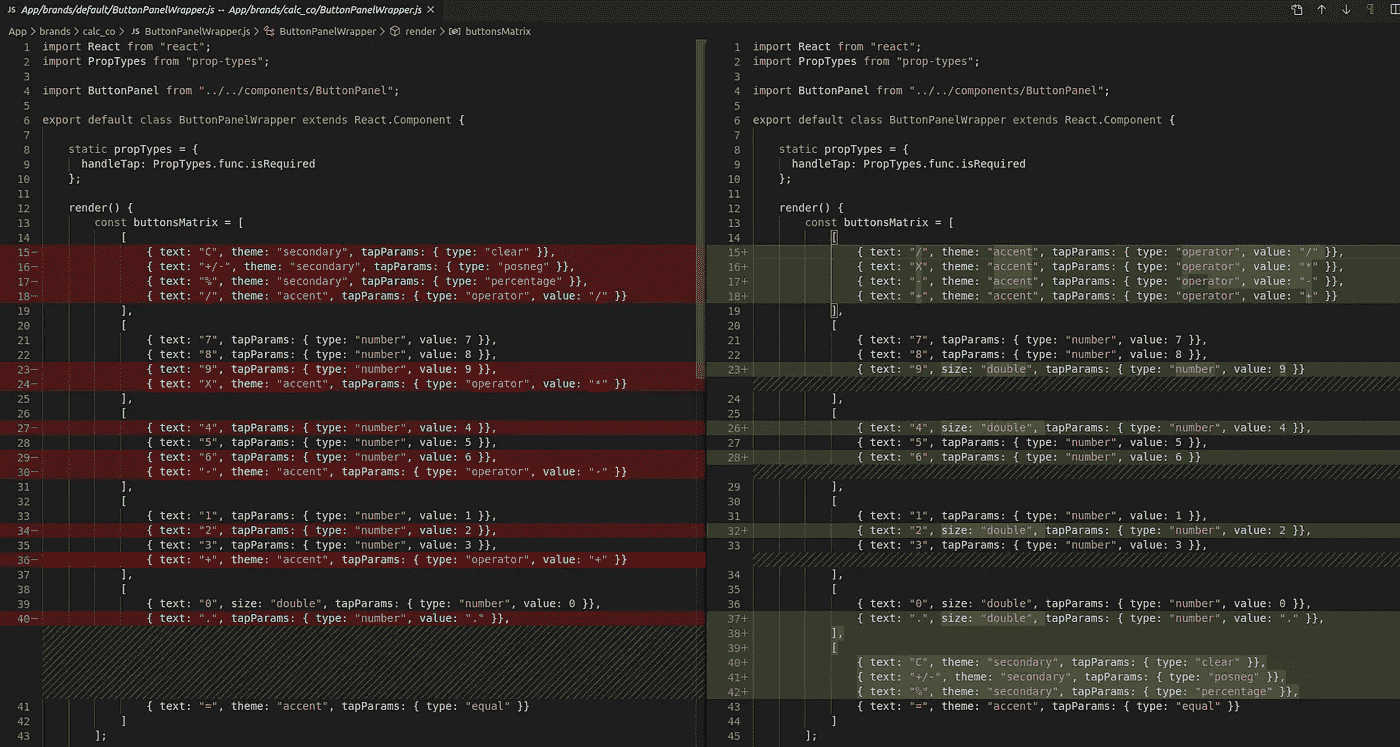 JS App/brands/default/ButtonPanelWrapper.js ↔ App/brands/calc_co/ButtonPanelWrapper.js ×
App > brands > calc_co > JS ButtonPanelWrapper.js > ButtonPanelWrapper > render > buttonsMatrix
1 import React from "react";
2 import PropTypes from "prop-types";
3
4 import ButtonPanel from "../../components/ButtonPanel";
5
6 export default class ButtonPanelWrapper extends React.Component {
7
8 static propTypes = {
9 handleTap: PropTypes.func.isRequired
10 };
11
12 render() {
13 const buttonsMatrix = [
14 [
15− { text: "C", theme: "secondary", tapParams: { type: "clear" }},
16− { text: "+/-", theme: "secondary", tapParams: { type: "posneg" }},
17− { text: "%", theme: "secondary", tapParams: { type: "percentage" }},
18− { text: "/", theme: "accent", tapParams: { type: "operator", value: "/" }}
19 ],
20 [
21 { text: "7", tapParams: { type: "number", value: 7 }},
22 { text: "8", tapParams: { type: "number", value: 8 }},
23− { text: "9", tapParams: { type: "number", value: 9 }},
24− { text: "X", theme: "accent", tapParams: { type: "operator", value: "*" }}
25 ],
26 [
27− { text: "4", tapParams: { type: "number", value: 4 }},
28 { text: "5", tapParams: { type: "number", value: 5 }},
29− { text: "6", tapParams: { type: "number", value: 6 }},
30− { text: "-", theme: "accent", tapParams: { type: "operator", value: "-" }}
31 ],
32 [
33 { text: "1", tapParams: { type: "number", value: 1 }},
34− { text: "2", tapParams: { type: "number", value: 2 }},
35 { text: "3", tapParams: { type: "number", value: 3 }},
36− { text: "+", theme: "accent", tapParams: { type: "operator", value: "+" }}
37 ],
38 [
39 { text: "0", size: "double", tapParams: { type: "number", value: 0 }},
40− { text: ".", tapParams: { type: "number", value: "." }},
41 { text: "=", theme: "accent", tapParams: { type: "equal" }}
42 ]
43 ];
1 import React from "react";
2 import PropTypes from "prop-types";
3
4 import ButtonPanel from "../../components/ButtonPanel";
5
6 export default class ButtonPanelWrapper extends React.Component {
7
8 static propTypes = {
9 handleTap: PropTypes.func.isRequired
10 };
11
12 render() {
13 const buttonsMatrix = [
14 [
15+ { text: "/", theme: "accent", tapParams: { type: "operator", value: "/" }},
16+ { text: "X", theme: "accent", tapParams: { type: "operator", value: "*" }},
17+ { text: "-", theme: "accent", tapParams: { type: "operator", value: "-" }},
18+ { text: "+", theme: "accent", tapParams: { type: "operator", value: "+" }}
19 ],
20 [
21 { text: "7", tapParams: { type: "number", value: 7 }},
22 { text: "8", tapParams: { type: "number", value: 8 }},
23+ { text: "9", size: "double", tapParams: { type: "number", value: 9 }}
24 ],
25 [
26+ { text: "4", size: "double", tapParams: { type: "number", value: 4 }},
27 { text: "5", tapParams: { type: "number", value: 5 }},
28+ { text: "6", tapParams: { type: "number", value: 6 }}
29 ],
30 [
31 { text: "1", tapParams: { type: "number", value: 1 }},
32+ { text: "2", size: "double", tapParams: { type: "number", value: 2 }},
33 { text: "3", tapParams: { type: "number", value: 3 }},
34 ],
35 [
36 { text: "0", size: "double", tapParams: { type: "number", value: 0 }},
37+ { text: ".", size: "double", tapParams: { type: "number", value: "." }},
38+ ],
39+ [
40+ { text: "C", theme: "secondary", tapParams: { type: "clear" }},
41+ { text: "+/-", theme: "secondary", tapParams: { type: "posneg" }},
42+ { text: "%", theme: "secondary", tapParams: { type: "percentage" }},
43 { text: "=", theme: "accent", tapParams: { type: "equal" }}
44 ]
45 ];